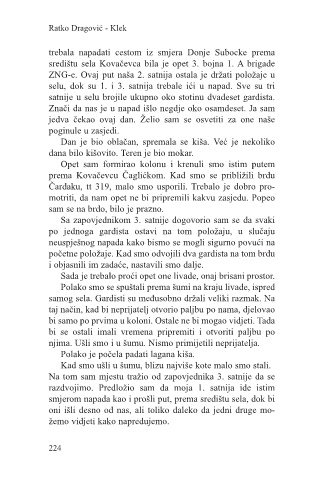 Ratko Dragović - Klek
trebala napadati cestom iz smjera Donje Subocke prema
središtu sela Kovačevca bila je opet 3. bojna 1. A brigade
ZNG-e. Ovaj put naša 2. satnija ostala je držati položaje u
selu, dok su 1. i 3. satnija trebale ići u napad. Sve su tri
satnije u selu brojile ukupno oko stotinu dvadeset gardista.
Znači da nas je u napad išlo negdje oko osamdeset. Ja sam
jedva čekao ovaj dan. Želio sam se osvetiti za one naše
poginule u zasjedi.
Dan je bio oblačan, spremala se kiša. Već je nekoliko
dana bilo kišovito. Teren je bio mokar.
Opet sam formirao kolonu i krenuli smo istim putem
prema Kovačevcu Čaglićkom. Kad smo se približili brdu
Čardaku, tt 319, malo smo usporili. Trebalo je dobro pro-
motriti, da nam opet ne bi pripremili kakvu zasjedu. Popeo
sam se na brdo, bilo je prazno.
Sa zapovjednikom 3. satnije dogovorio sam se da svaki
po jednoga gardista ostavi na tom položaju, u slučaju
neuspješnog napada kako bismo se mogli sigurno povući na
početne položaje. Kad smo odvojili dva gardista na tom brdu
i objasnili im zadaće, nastavili smo dalje.
Sada je trebalo proći opet one livade, onaj brisani prostor.
Polako smo se spuštali prema šumi na kraju livade, ispred
samog sela. Gardisti su međusobno držali veliki razmak. Na
taj način, kad bi neprijatelj otvorio paljbu po nama, djelovao
bi samo po prvima u koloni. Ostale ne bi mogao vidjeti. Tada
bi se ostali imali vremena pripremiti i otvoriti paljbu po
njima. Ušli smo i u šumu. Nismo primijetili neprijatelja.
Polako je počela padati lagana kiša.
Kad smo ušli u šumu, blizu najviše kote malo smo stali.
Na tom sam mjestu tražio od zapovjednika 3. satnije da se
razdvojimo. Predložio sam da moja 1. satnija ide istim
smjerom napada kao i prošli put, prema središtu sela, dok bi
oni išli desno od nas, ali toliko daleko da jedni druge mo-
žemo vidjeti kako napredujemo.
224